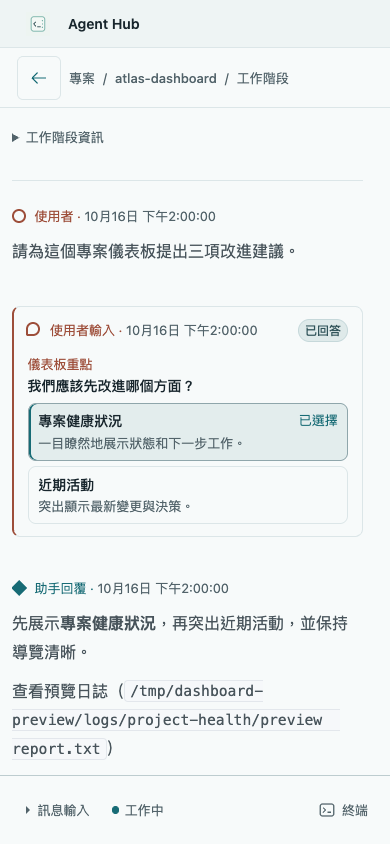 Agent Hub
專案 / atlas-dashboard / 工作階段
工作階段資訊
使用者 · 10月16日 下午2:00:00
請為這個專案儀表板提出三項改進建議。
使用者輸入 · 10月16日 下午2:00:00 已回答
儀表板重點
我們應該先改進哪個方面？
專案健康狀況 已選擇
一目瞭然地展示狀態和下一步工作。
近期活動
突出顯示最新變更與決策。
助手回覆 · 10月16日 下午2:00:00
先展示專案健康狀況，再突出近期活動，並保持
導覽清晰。
查看預覽日誌（/tmp/dashboard-
preview/logs/project-health/preview
report.txt）
訊息輸入 工作中 終端